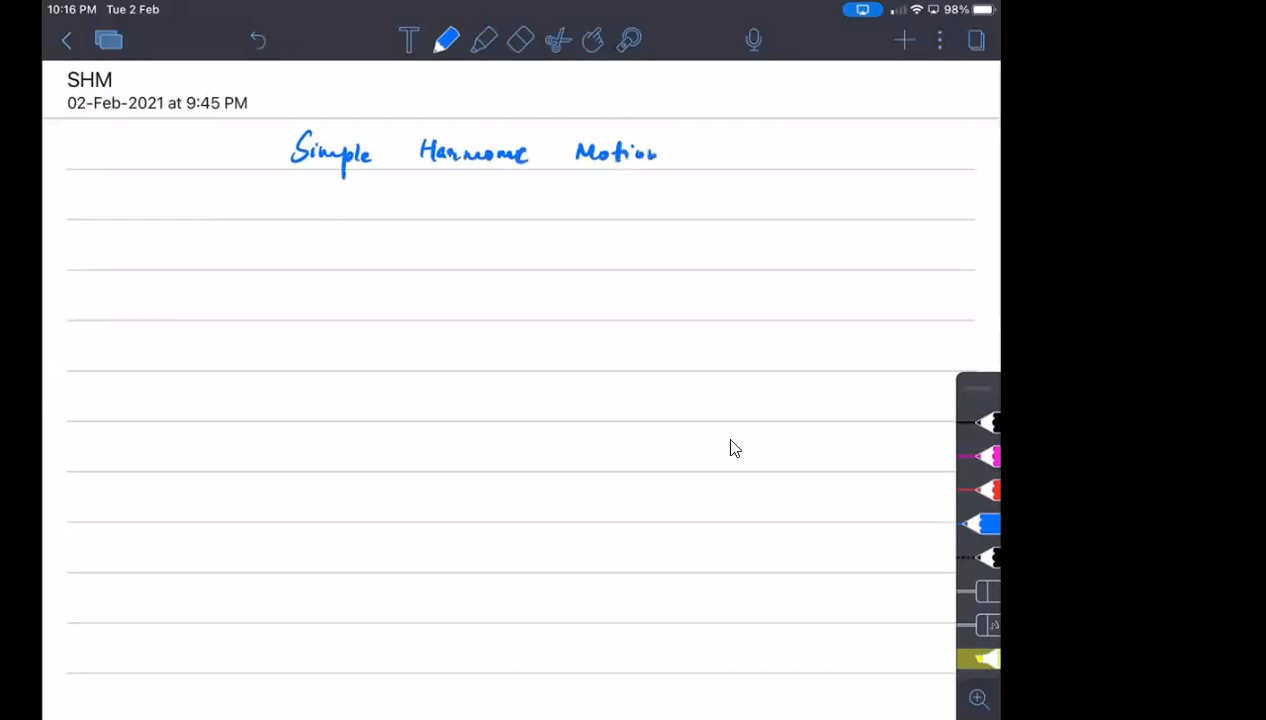 10:16 PM Tue 2 Feb 98%
T
SHM
02-Feb-2021 at 9:45 PM
Simple Harmonic Motion